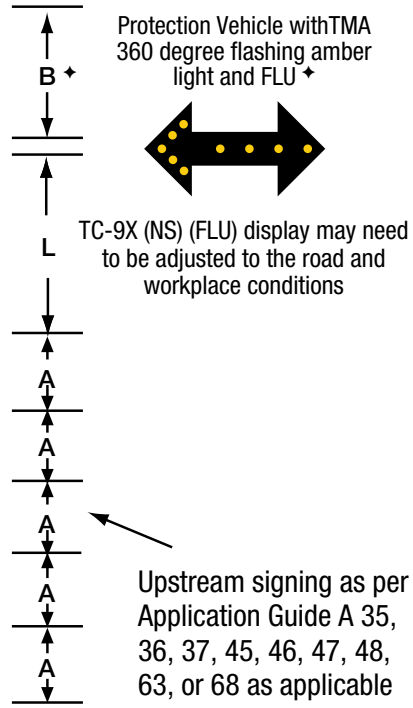 Protection Vehicle withTMA
360 degree flashing amber
light and FLU ✦
B ✦
TC-9X (NS) (FLU) display may need
to be adjusted to the road and
workplace conditions
L
A
A
A
A
A
Upstream signing as per
Application Guide A 35,
36, 37, 45, 46, 47, 48,
63, or 68 as applicable